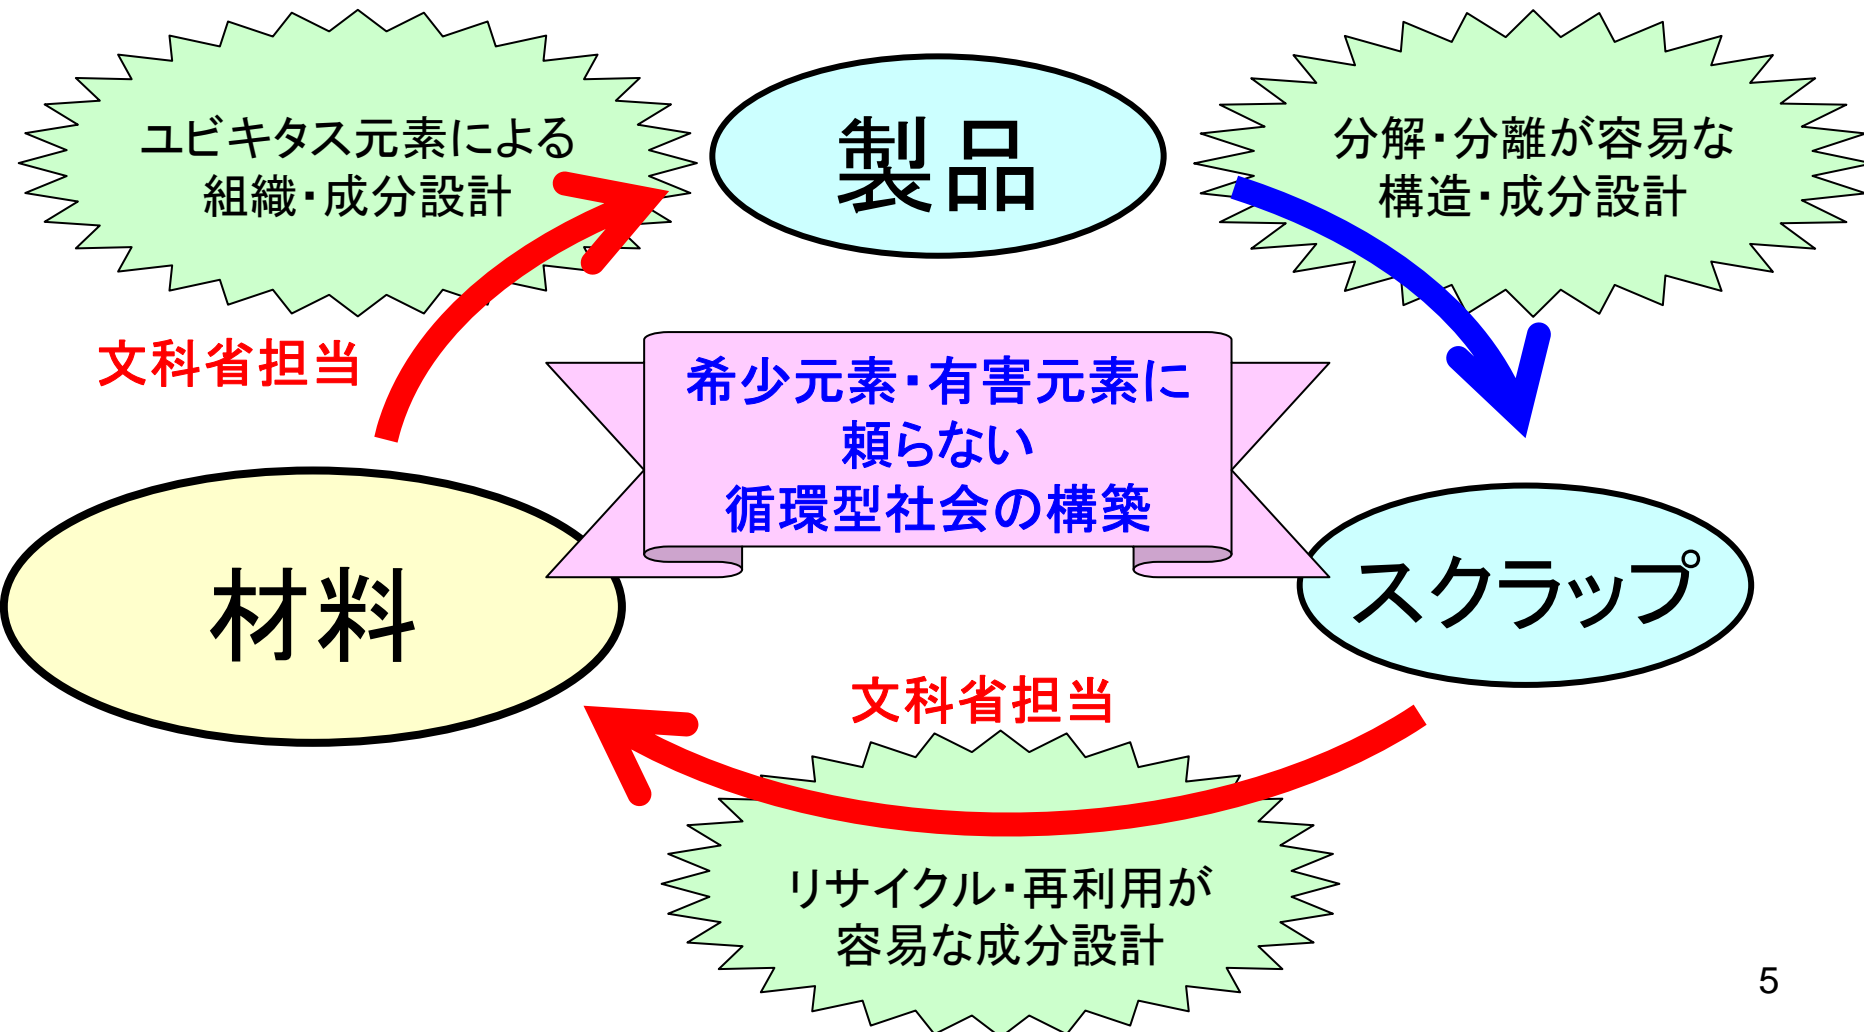 ユビキタス元素による
組織・成分設計
製品
分解・分離が容易な
構造・成分設計
文科省担当
希少元素・有害元素に
頼らない
循環型社会の構築
材料
スクラップ
文科省担当
リサイクル・再利用が
容易な成分設計
5